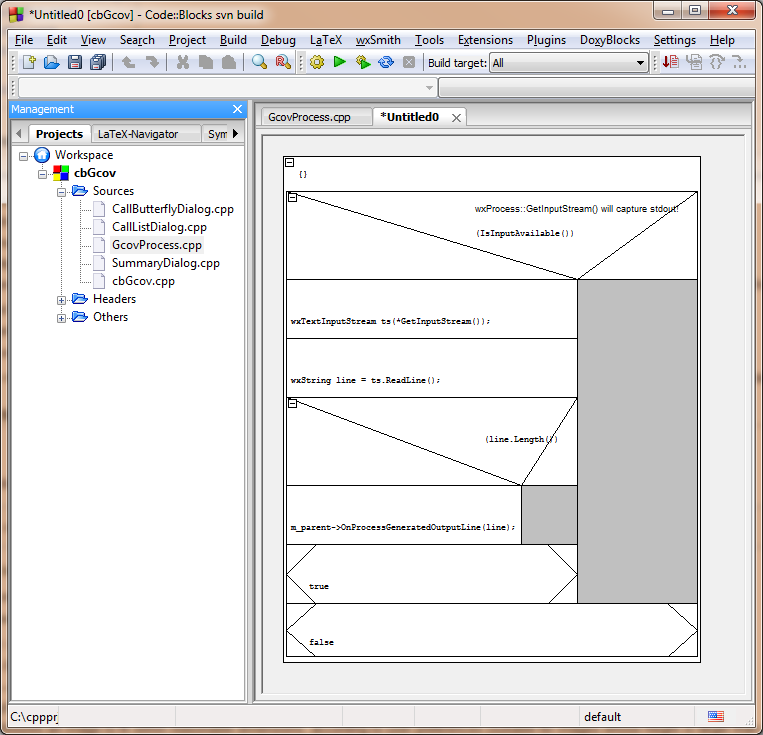 *Untitled0 [cbGcov] - Code::Blocks svn build
File Edit View Search Project Build Debug LaTeX wxSmith Tools Extensions Plugins DoxyBlocks Settings Help
Build target: All
Management
Projects LaTeX-Navigator Sym
GcovProcess.cpp *Untitled0
Workspace
cbGcov
Sources
CallButterflyDialog.cpp
CallListDialog.cpp
GcovProcess.cpp
SummaryDialog.cpp
cbGcov.cpp
Headers
Others
{}
wxProcess::GetInputStream() will capture stdout!
(IsInputAvailable())
wxTextInputStream ts(*GetInputStream());
wxString line = ts.ReadLine();
(line.Length())
m_parent->OnProcessGeneratedOutputLine(line);
true
false
C:\cppprj default